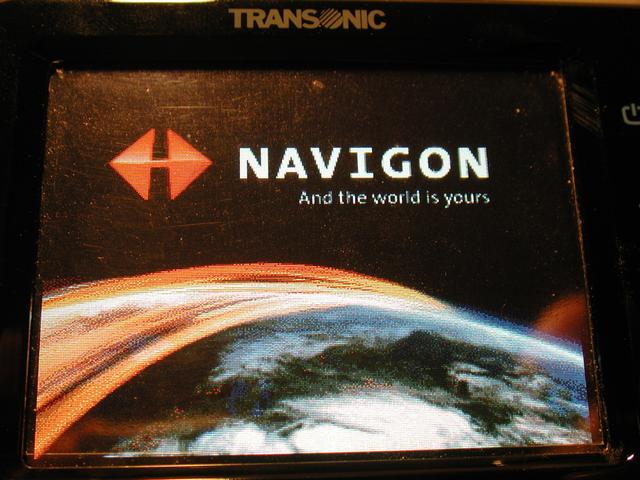 TRANSONIC
NAVIGON
And the world is yours